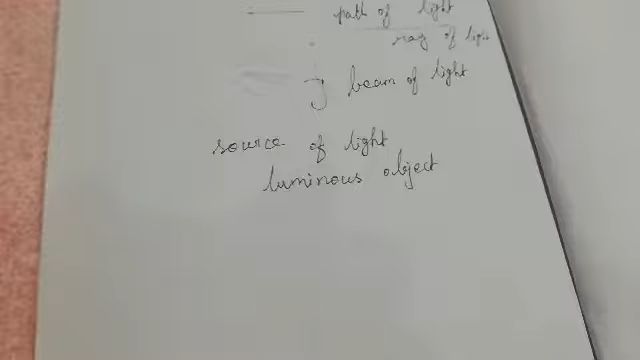 path of light
ray of light
beam of light
source of light
luminous object